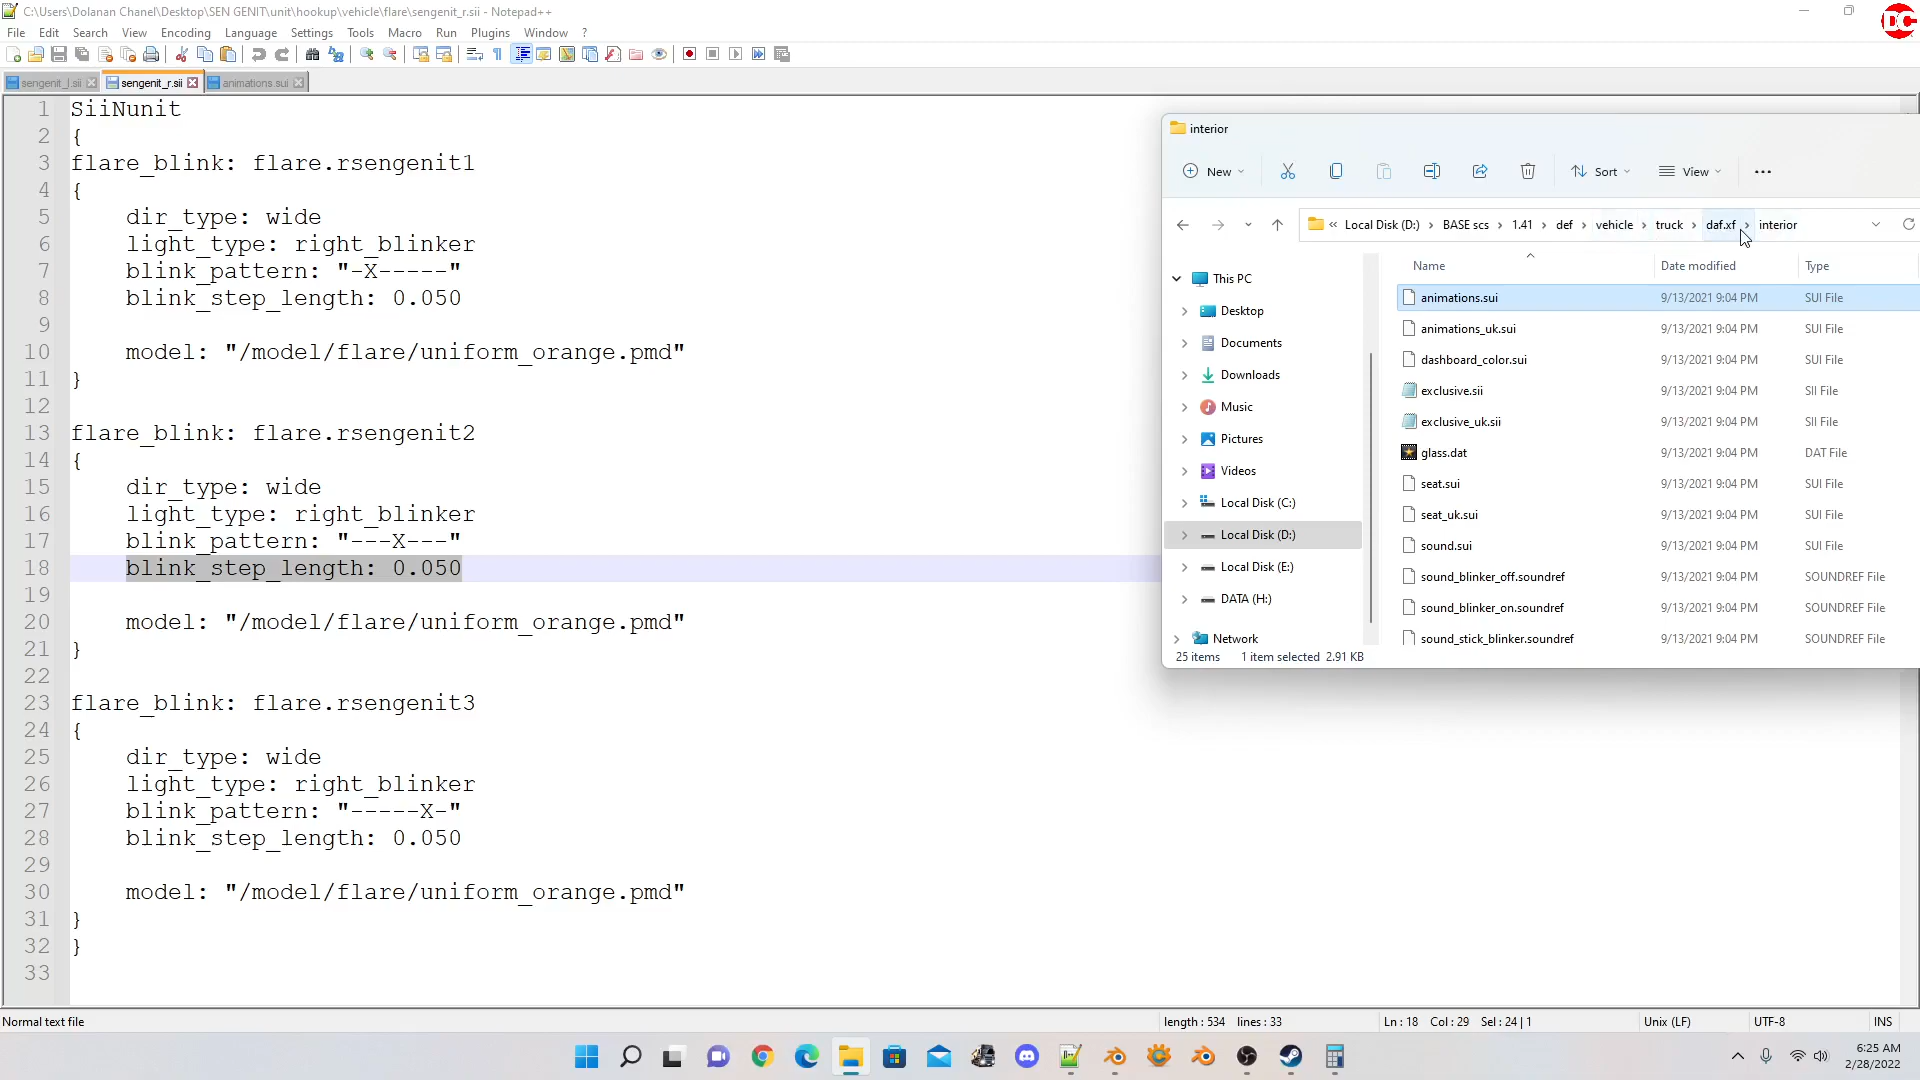 C:\Users\Dolanan Chanel\Desktop\SEN GENIT\unit\hookup\vehicle\flare\sengenit_r.sii - Notepad++
DC
File Edit Search View Encoding Language Settings Tools Macro Run Plugins Window ?
sengenit_l.sii sengenit_r.sii animations.sui
1 SiiNunit
2 {
3 flare_blink: flare.rsengenit1
4 {
5 dir_type: wide
6 light_type: right_blinker
7 blink_pattern: "-X-----"
8 blink_step_length: 0.050
9
10 model: "/model/flare/uniform_orange.pmd"
11 }
12
13 flare_blink: flare.rsengenit2
14 {
15 dir_type: wide
16 light_type: right_blinker
17 blink_pattern: "---X---"
18 blink_step_length: 0.050
19
20 model: "/model/flare/uniform_orange.pmd"
21 }
22
23 flare_blink: flare.rsengenit3
24 {
25 dir_type: wide
26 light_type: right_blinker
27 blink_pattern: "-----X-"
28 blink_step_length: 0.050
29
30 model: "/model/flare/uniform_orange.pmd"
31 }
32 }
33
interior
New Sort View ...
« Local Disk (D:) › BASE scs › 1.41 › def › vehicle › truck › daf.xf › interior
This PC
Desktop
Documents
Downloads
Music
Pictures
Videos
Local Disk (C:)
Local Disk (D:)
Local Disk (E:)
DATA (H:)
Network
Name Date modified Type
animations.sui 9/13/2021 9:04 PM SUI File
animations_uk.sui 9/13/2021 9:04 PM SUI File
dashboard_color.sui 9/13/2021 9:04 PM SUI File
exclusive.sii 9/13/2021 9:04 PM SII File
exclusive_uk.sii 9/13/2021 9:04 PM SII File
glass.dat 9/13/2021 9:04 PM DAT File
seat.sui 9/13/2021 9:04 PM SUI File
seat_uk.sui 9/13/2021 9:04 PM SUI File
sound.sui 9/13/2021 9:04 PM SUI File
sound_blinker_off.soundref 9/13/2021 9:04 PM SOUNDREF File
sound_blinker_on.soundref 9/13/2021 9:04 PM SOUNDREF File
sound_stick_blinker.soundref 9/13/2021 9:04 PM SOUNDREF File
25 items 1 item selected 2.91 KB
Normal text file length : 534 lines : 33 Ln : 18 Col : 29 Sel : 24 | 1 Unix (LF) UTF-8 INS
6:25 AM
2/28/2022